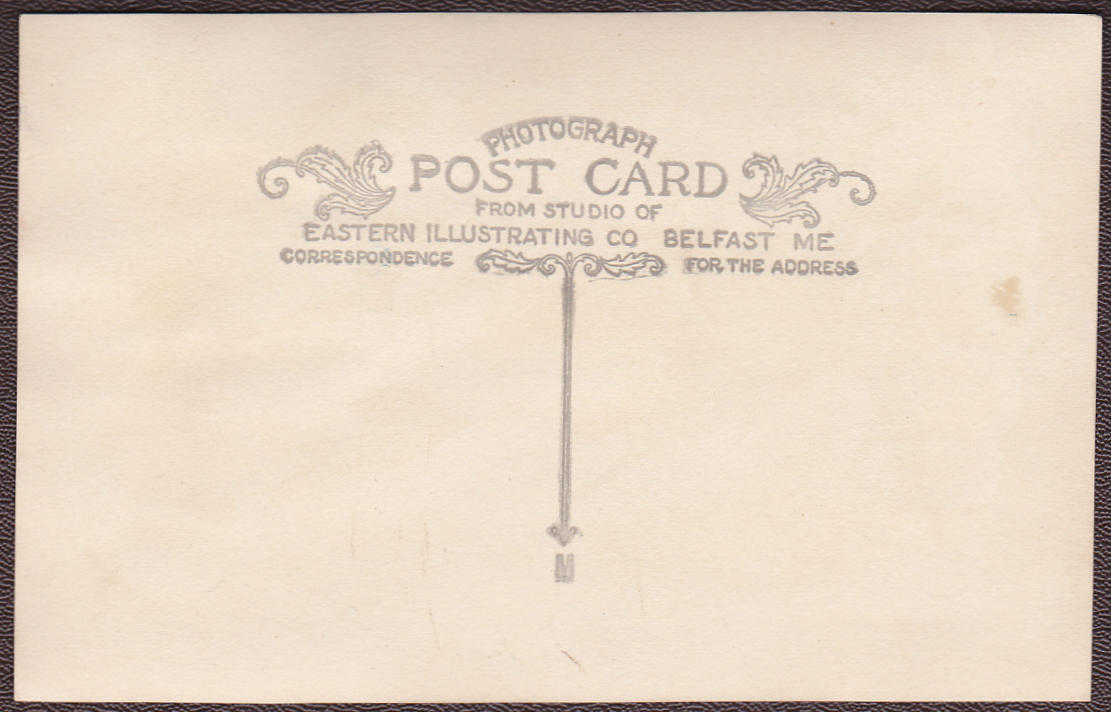 PHOTOGRAPH
POST CARD
FROM STUDIO OF
EASTERN ILLUSTRATING CO BELFAST ME
CORRESPONDENCE FOR THE ADDRESS
M